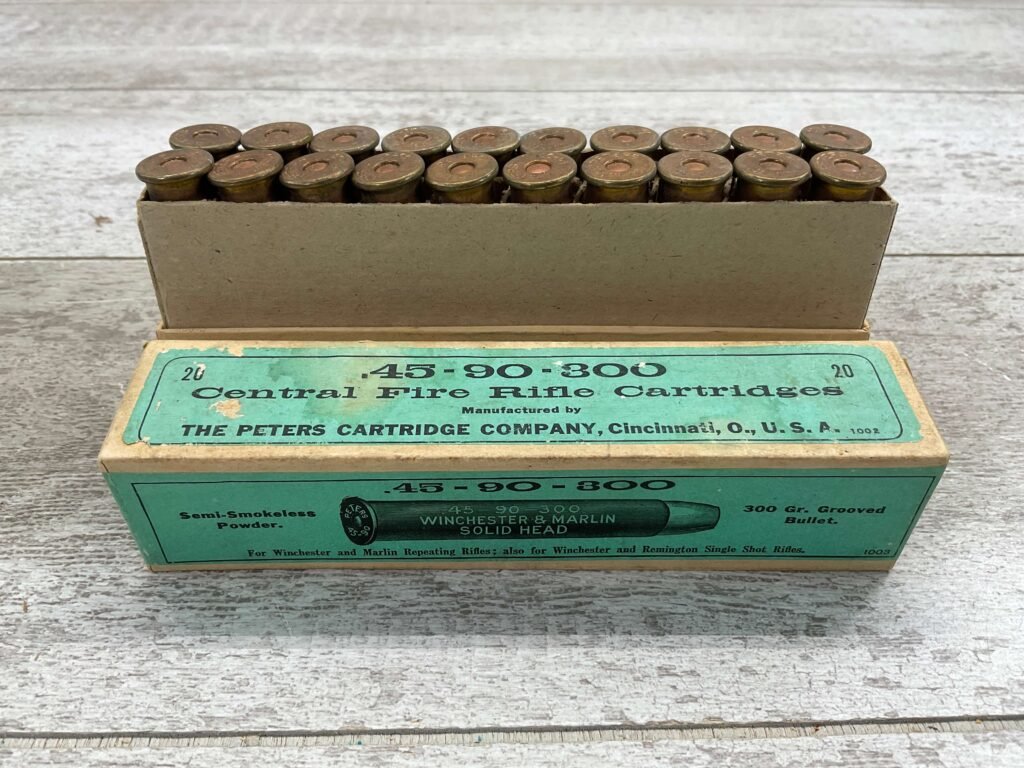 20 .45-90-300 20
Central Fire Rifle Cartridges
Manufactured by
THE PETERS CARTRIDGE COMPANY, Cincinnati, O., U. S. A. 1002
.45-90-300
Semi-Smokeless
Powder.
PETERS
45-90
.45 90 300
WINCHESTER & MARLIN
SOLID HEAD
300 Gr. Grooved
Bullet.
For Winchester and Marlin Repeating Rifles; also for Winchester and Remington Single Shot Rifles.
1003